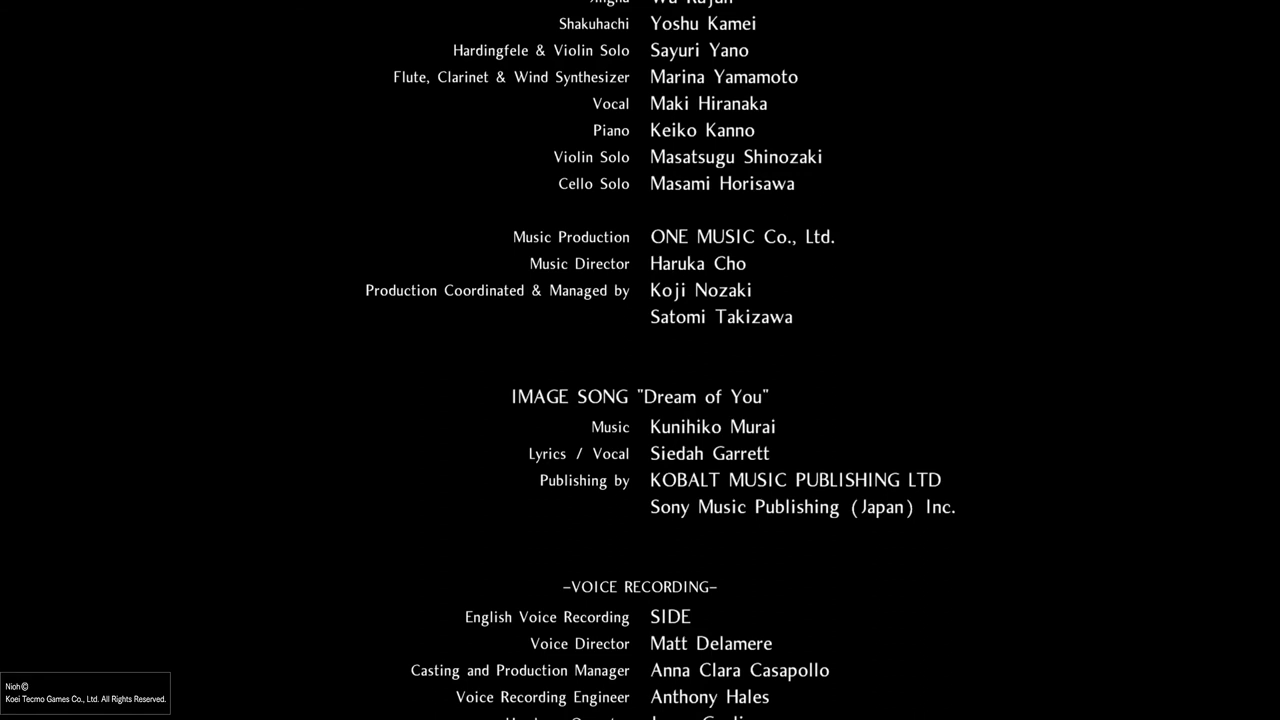 Shakuhachi Yoshu Kamei
Hardingfele & Violin Solo Sayuri Yano
Flute, Clarinet & Wind Synthesizer Marina Yamamoto
Vocal Maki Hiranaka
Piano Keiko Kanno
Violin Solo Masatsugu Shinozaki
Cello Solo Masami Horisawa
Music Production ONE MUSIC Co., Ltd.
Music Director Haruka Cho
Production Coordinated & Managed by Koji Nozaki
Satomi Takizawa
IMAGE SONG "Dream of You"
Music Kunihiko Murai
Lyrics / Vocal Siedah Garrett
Publishing by KOBALT MUSIC PUBLISHING LTD
Sony Music Publishing (Japan) Inc.
–VOICE RECORDING–
English Voice Recording SIDE
Voice Director Matt Delamere
Casting and Production Manager Anna Clara Casapollo
Voice Recording Engineer Anthony Hales
Nioh©
Koei Tecmo Games Co., Ltd. All Rights Reserved.